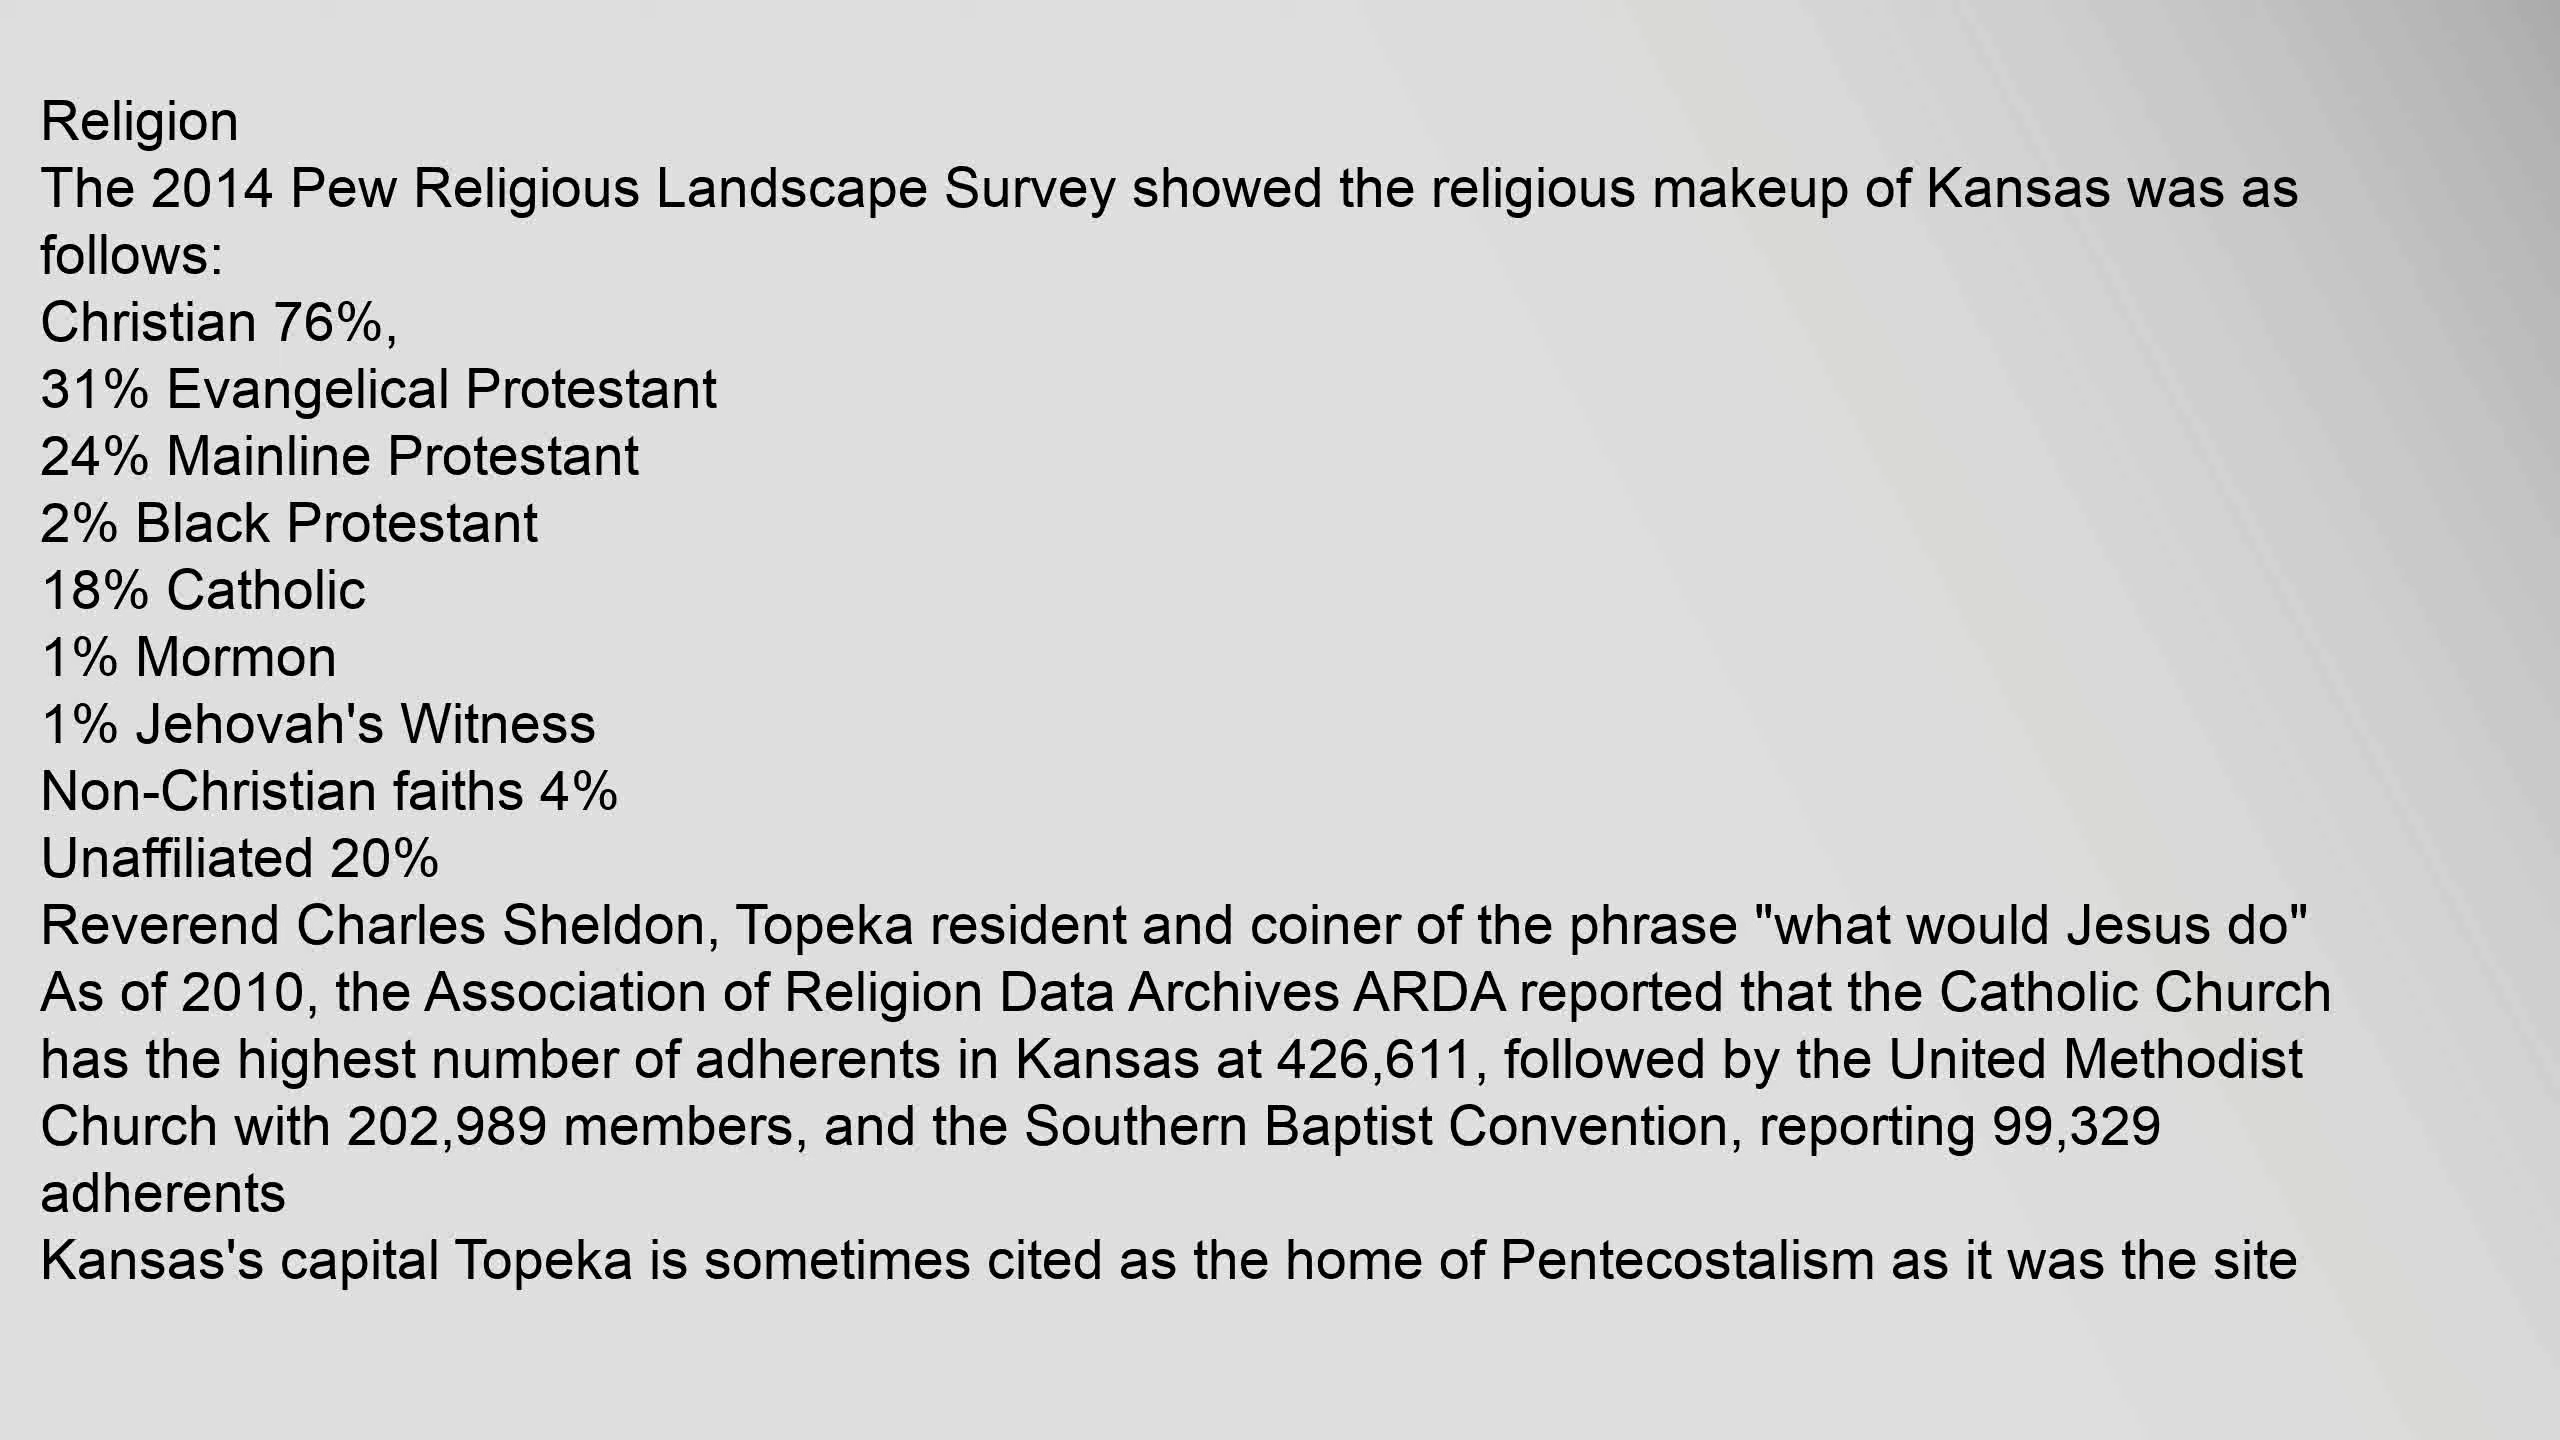 Religion
The 2014 Pew Religious Landscape Survey showed the religious makeup of Kansas was as
follows:
Christian 76%,
31% Evangelical Protestant
24% Mainline Protestant
2% Black Protestant
18% Catholic
1% Mormon
1% Jehovah's Witness
Non-Christian faiths 4%
Unaffiliated 20%
Reverend Charles Sheldon, Topeka resident and coiner of the phrase "what would Jesus do"
As of 2010, the Association of Religion Data Archives ARDA reported that the Catholic Church
has the highest number of adherents in Kansas at 426,611, followed by the United Methodist
Church with 202,989 members, and the Southern Baptist Convention, reporting 99,329
adherents
Kansas's capital Topeka is sometimes cited as the home of Pentecostalism as it was the site